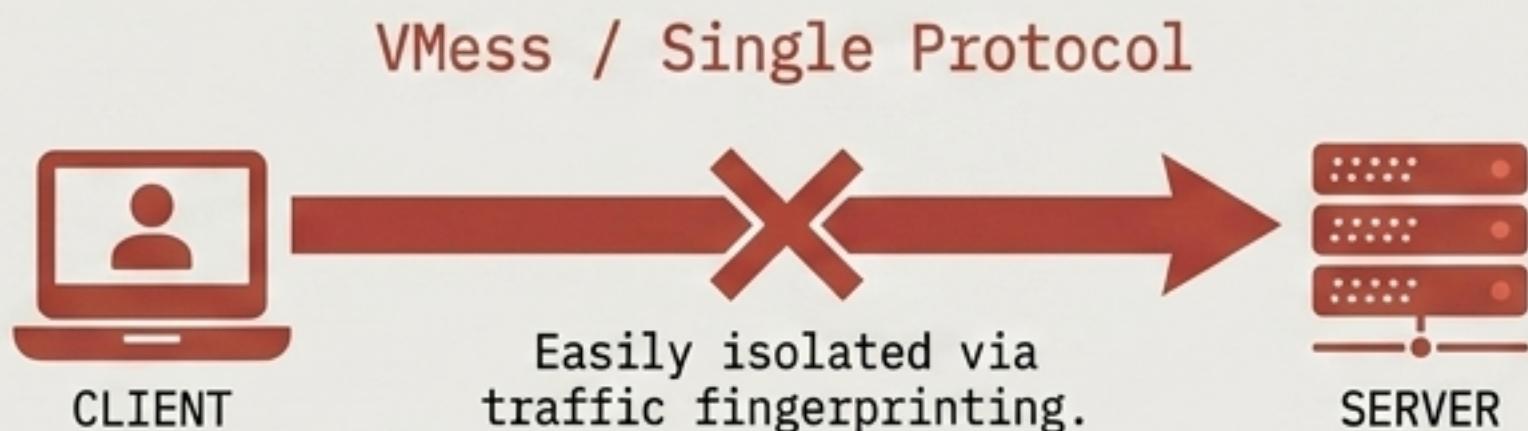 VMess / Single Protocol
Easily isolated via
traffic fingerprinting.
CLIENT
SERVER